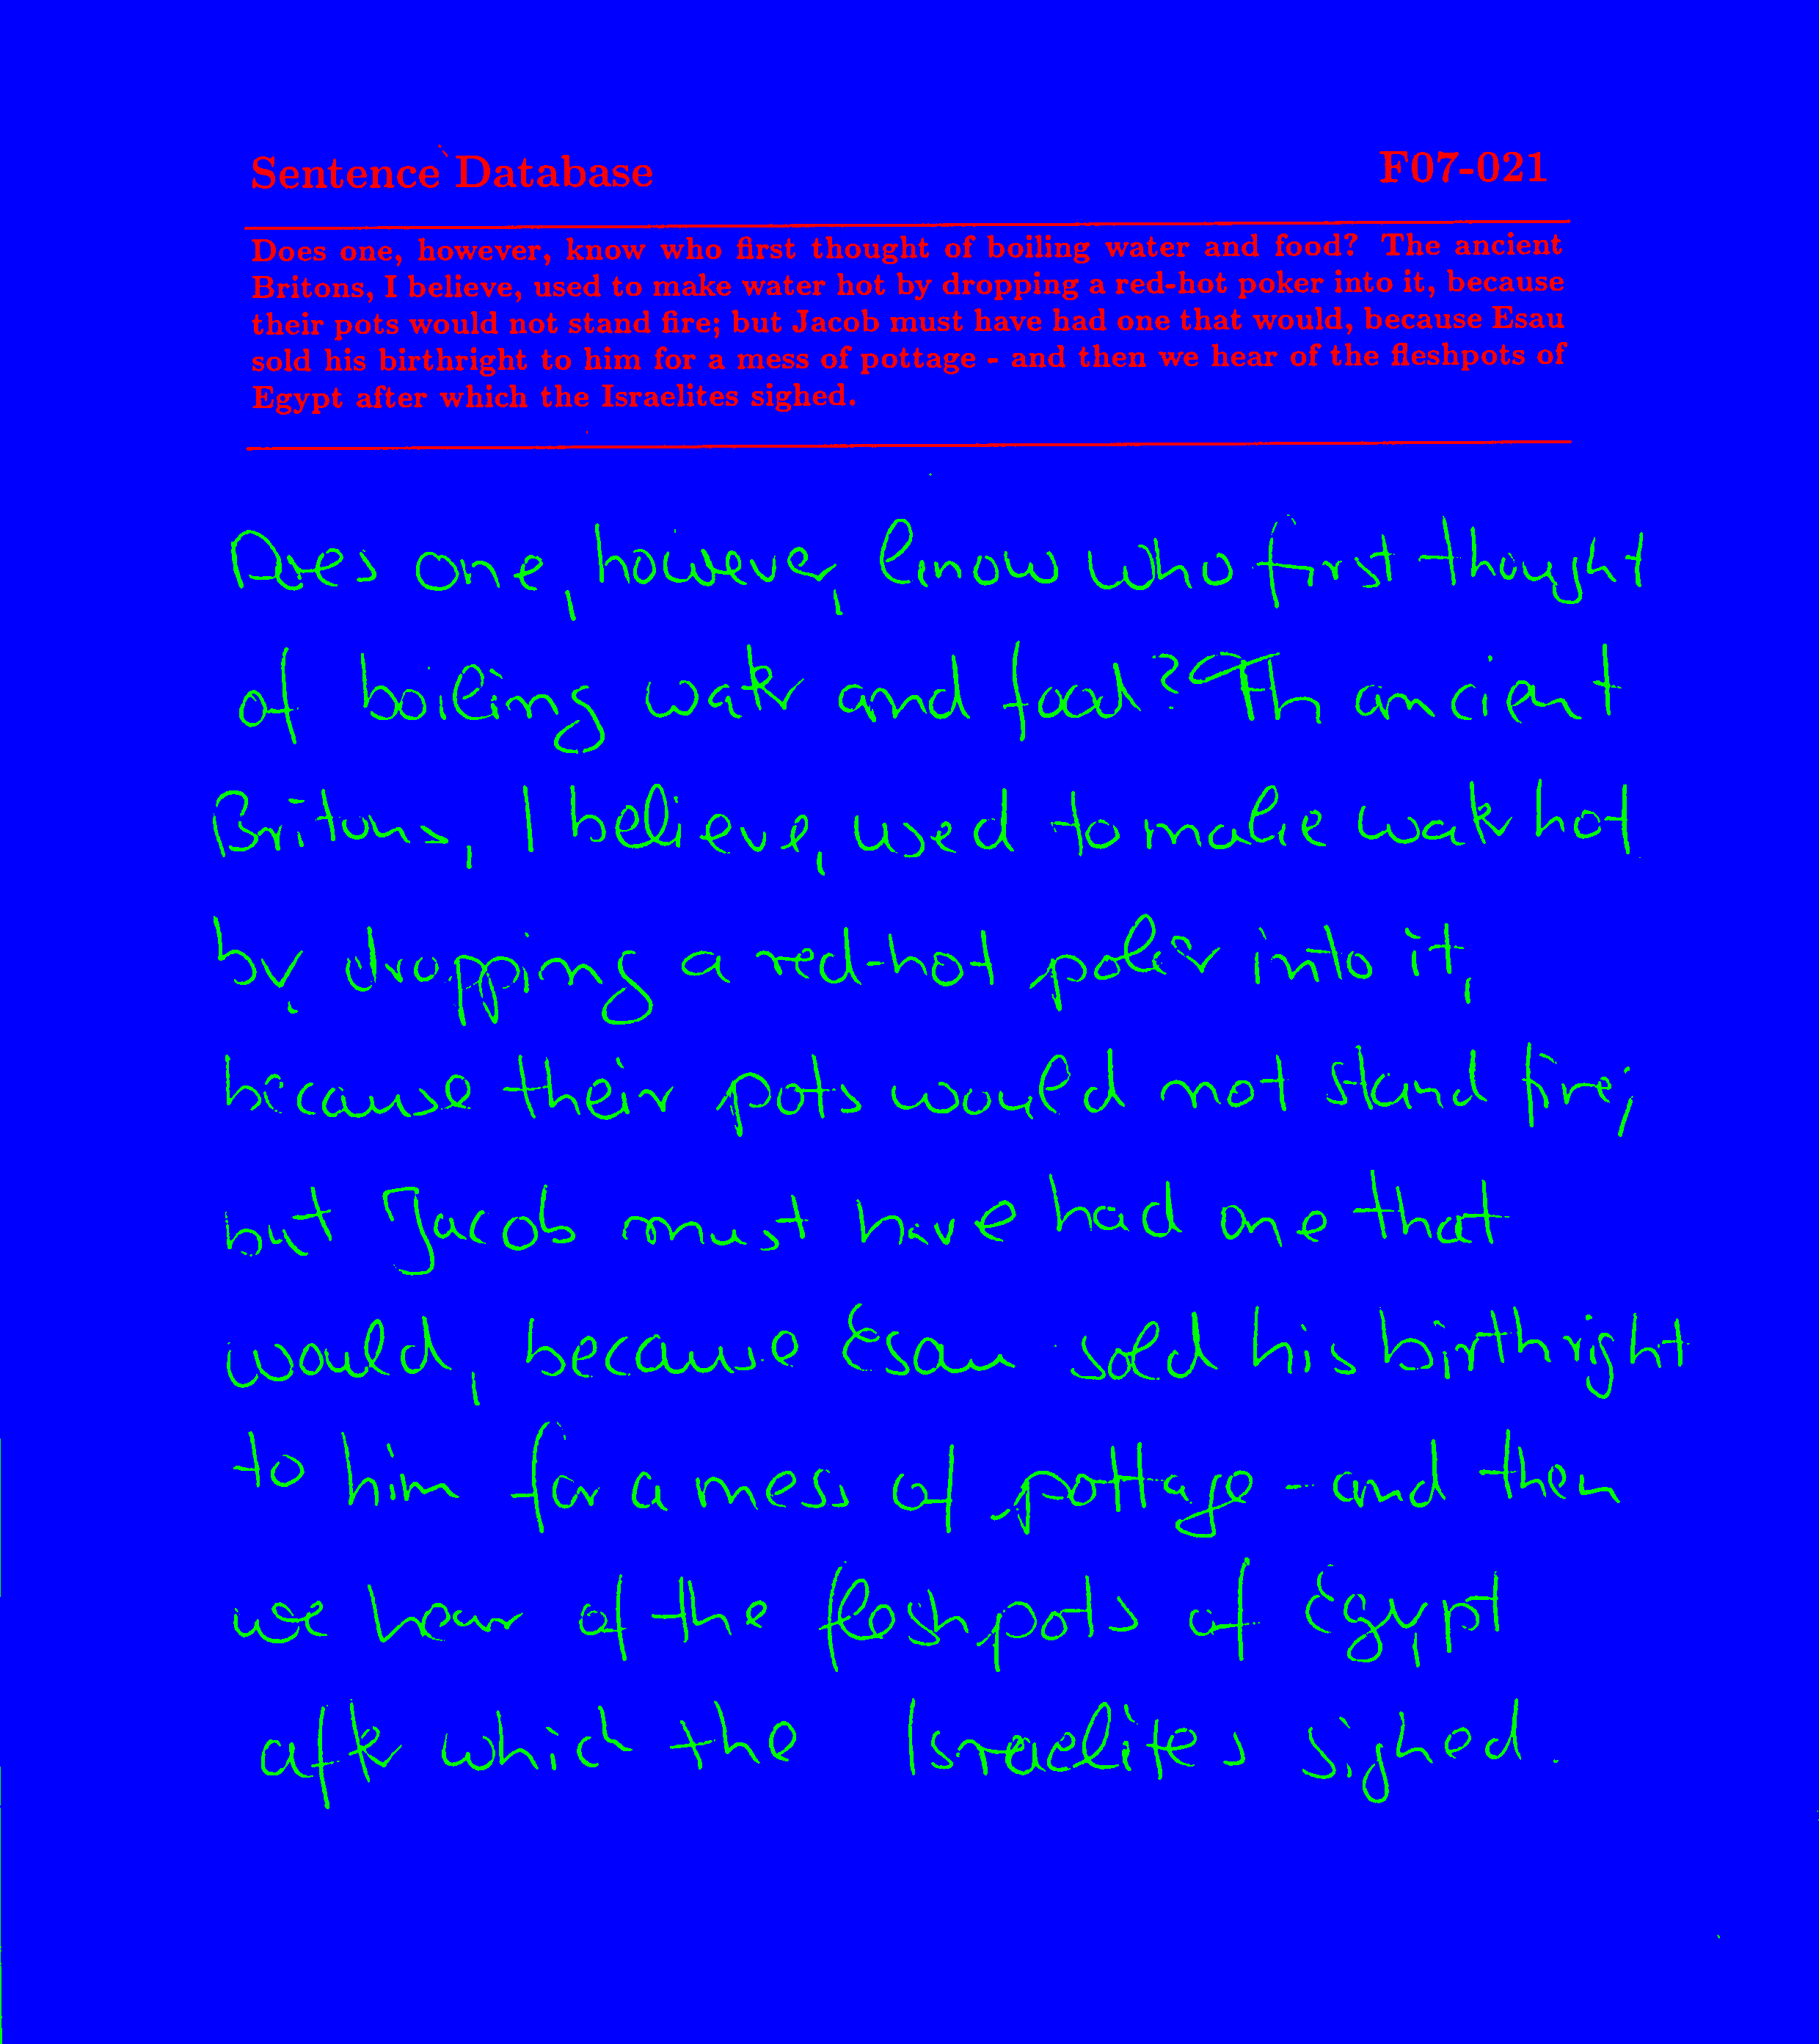 Sentence Database F07-021
Does one, however, know who first thought of boiling water and food? The ancient
Britons, I believe, used to make water hot by dropping a red-hot poker into it, because
their pots would not stand fire; but Jacob must have had one that would, because Esau
sold his birthright to him for a mess of pottage - and then we hear of the fleshpots of
Egypt after which the Israelites sighed.
Does one, however, know who first thought
of boiling water and food? Th ancient
Britons, I believe, used to make water hot
by dropping a red-hot poker into it,
because their pots would not stand fire;
but Jacob must have had one that
would, because Esau sold his birthright
to him for a mess of pottage - and then
we hear of the fleshpots of Egypt
after which the Israelites sighed.